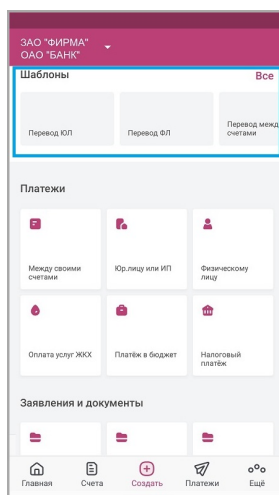 ЗАО "ФИРМА"
ОАО "БАНК"
Шаблоны Все
Перевод ЮЛ
Перевод ФЛ
Перевод межд
счетами
Платежи
Между своими
счетами
Юр.лицу или ИП
Физическому
лицу
Оплата услуг ЖКХ
Платёж в бюджет
Налоговый
платёж
Заявления и документы
Главная Счета Создать Платежи Ещё